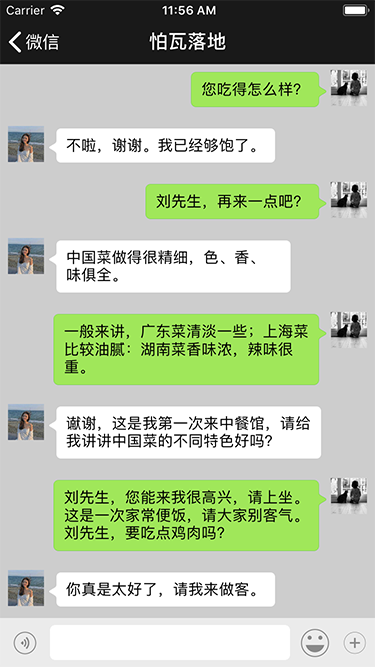 Carrier
11:56 AM
微信
怕瓦落地
您吃得怎么样?
不啦，谢谢。我已经够饱了。
刘先生，再来一点吧?
中国菜做得很精细，色、香、
味俱全。
一般来讲，广东菜清淡一些；上海菜
比较油腻：湖南菜香味浓，辣味很
重。
谢谢，这是我第一次来中餐馆，请给
我讲讲中国菜的不同特色好吗?
刘先生，您能来我很高兴，请上坐。
这是一次家常便饭，请大家别客气。
刘先生，要吃点鸡肉吗?
你真是太好了，请我来做客。